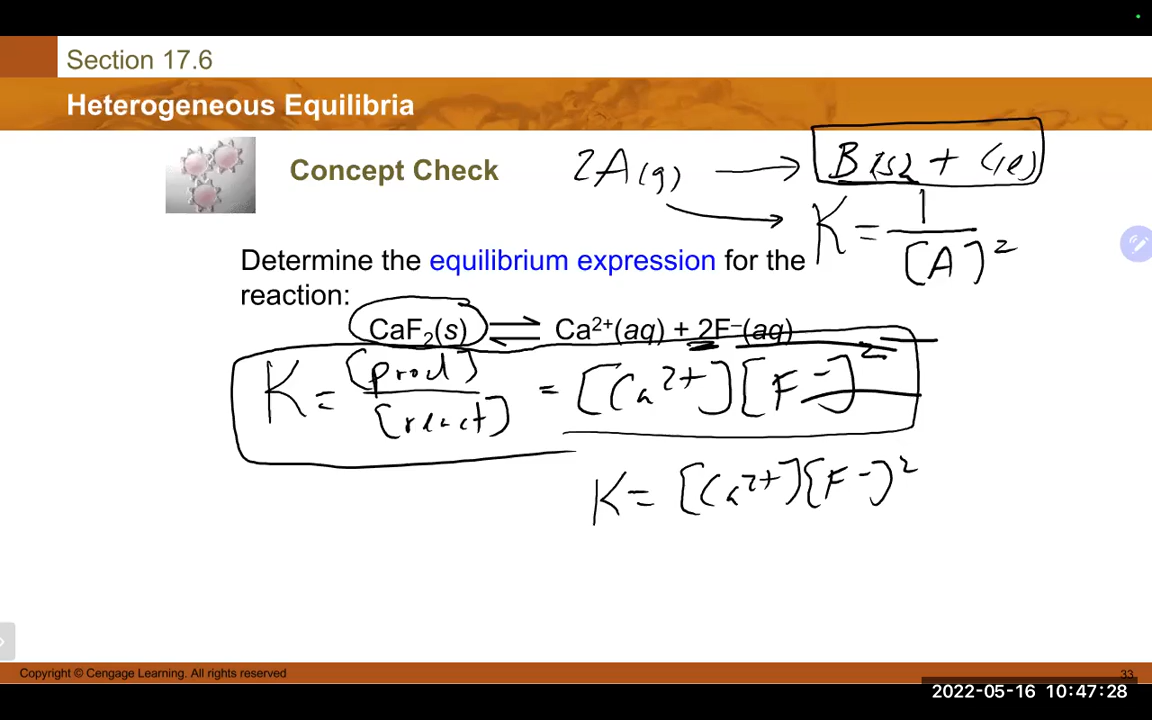 Section 17.6
Heterogeneous Equilibria
Concept Check
2A(g) → B(s) + C(l)
K = 1/[A]²
Determine the equilibrium expression for the
reaction:
CaF₂(s) ⇌ Ca²⁺(aq) + 2F⁻(aq)
K = [prod]/[react] = [Ca²⁺][F⁻]²
K = [Ca²⁺][F⁻]²
Copyright © Cengage Learning. All rights reserved
33
2022-05-16 10:47:28